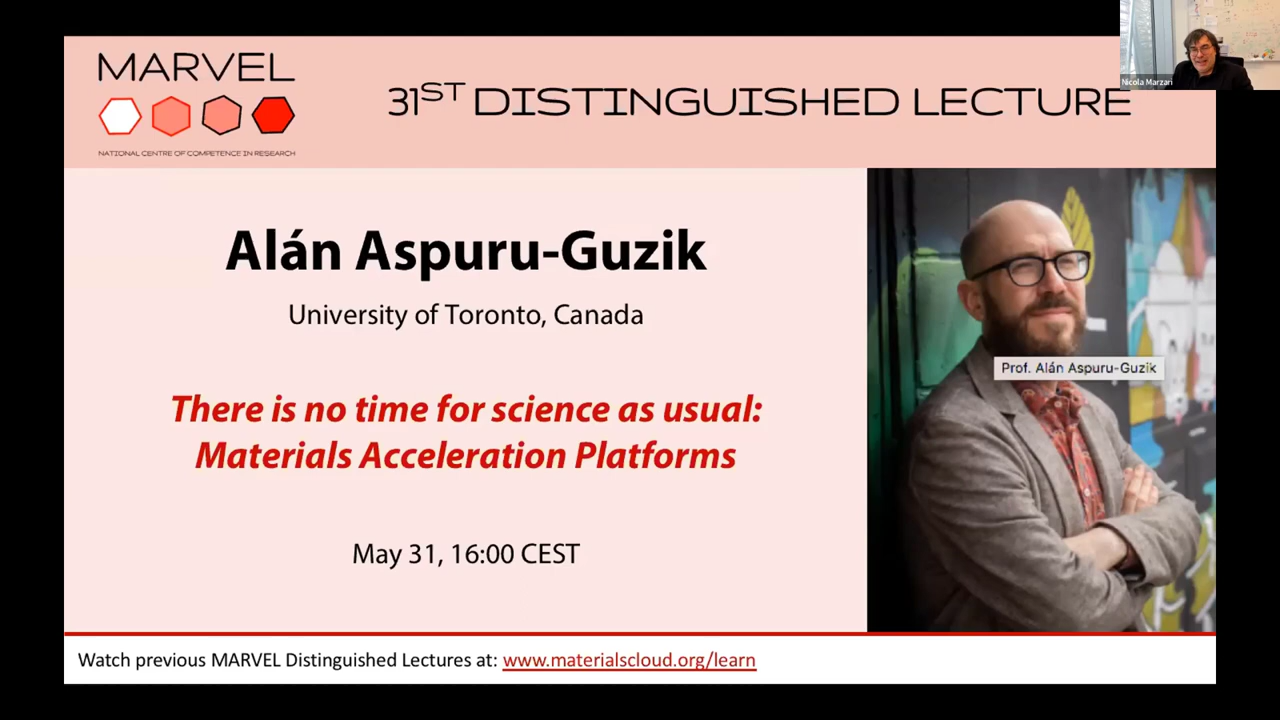 MARVEL
NATIONAL CENTRE OF COMPETENCE IN RESEARCH
31ST DISTINGUISHED LECTURE
Nicola Marzari
Alán Aspuru-Guzik
University of Toronto, Canada
There is no time for science as usual:
Materials Acceleration Platforms
May 31, 16:00 CEST
Prof. Alán Aspuru-Guzik
Watch previous MARVEL Distinguished Lectures at: www.materialscloud.org/learn